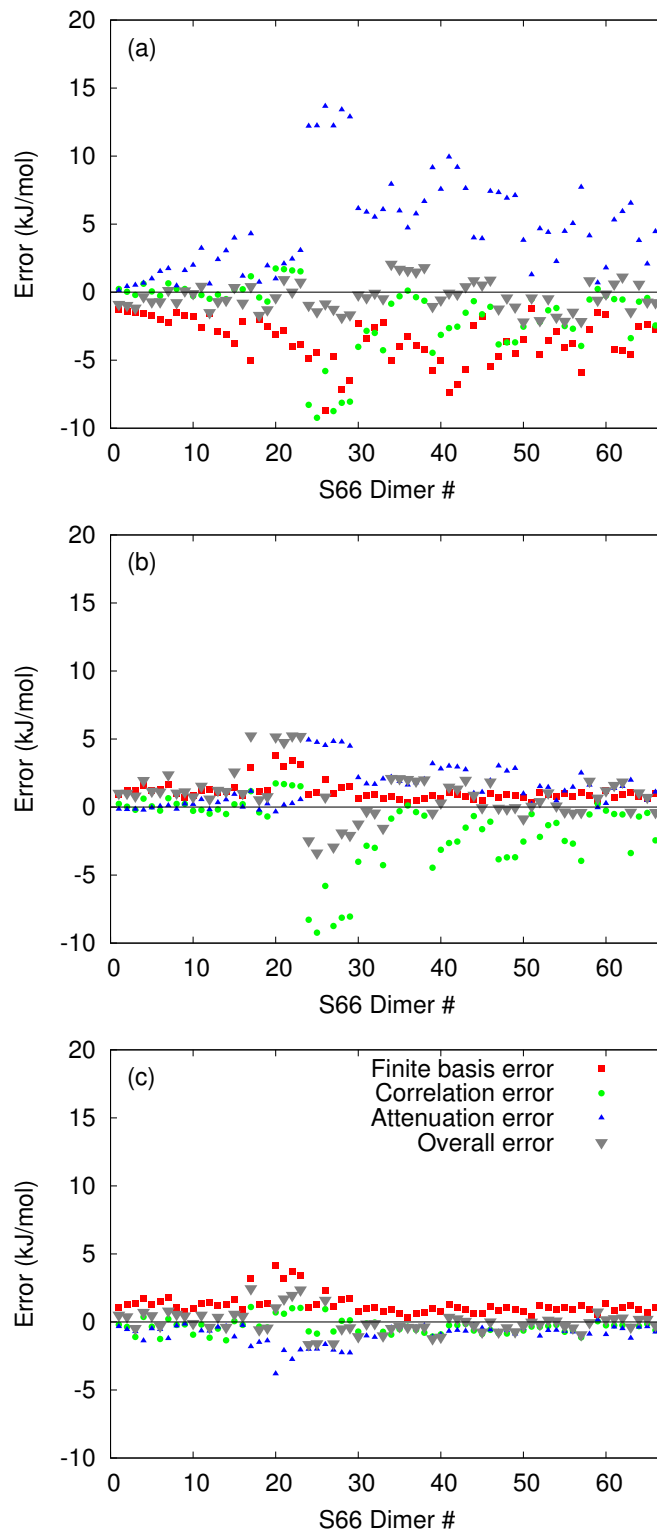 20
(a)
15
10
5
0
-5
-10
Error (kJ/mol)
0 10 20 30 40 50 60
S66 Dimer #
20
(b)
15
10
5
0
-5
-10
Error (kJ/mol)
0 10 20 30 40 50 60
S66 Dimer #
20
(c)
Finite basis error
Correlation error
Attenuation error
Overall error
15
10
5
0
-5
-10
Error (kJ/mol)
0 10 20 30 40 50 60
S66 Dimer #